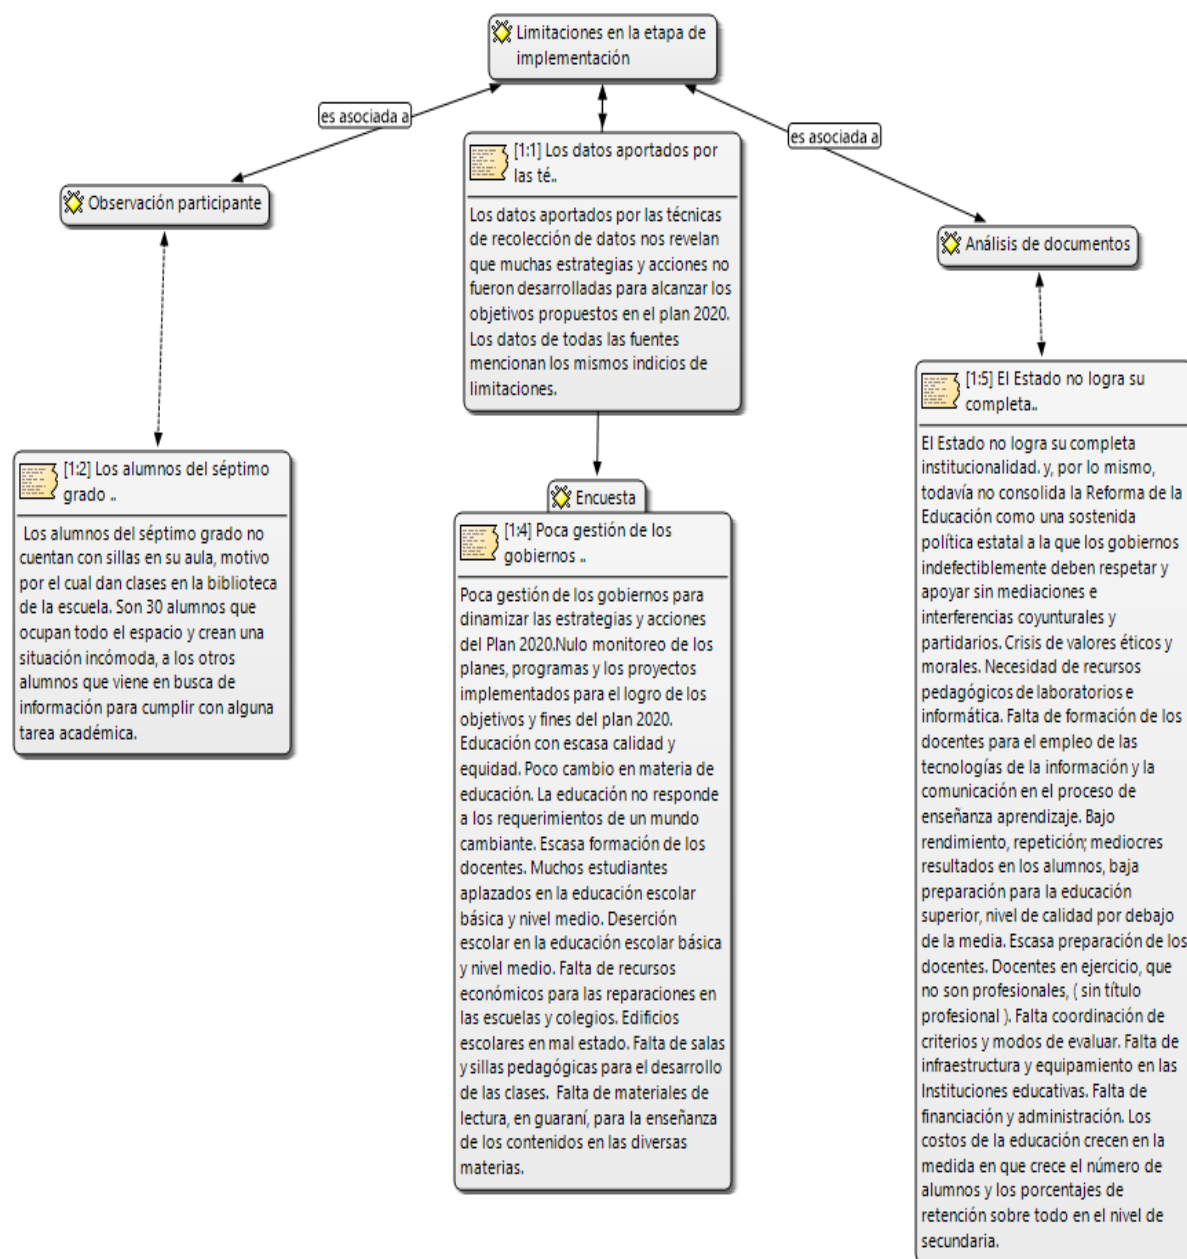 Limitaciones en la etapa de
implementación
es asociada a
es asociada a
[1:1] Los datos aportados por
las té..
Los datos aportados por las técnicas
de recolección de datos nos revelan
que muchas estrategias y acciones no
fueron desarrolladas para alcanzar los
objetivos propuestos en el plan 2020.
Los datos de todas las fuentes
mencionan los mismos indicios de
limitaciones.
Observación participante
[1:2] Los alumnos del séptimo
grado ..
Los alumnos del séptimo grado no
cuentan con sillas en su aula, motivo
por el cual dan clases en la biblioteca
de la escuela. Son 30 alumnos que
ocupan todo el espacio y crean una
situación incómoda, a los otros
alumnos que viene en busca de
información para cumplir con alguna
tarea académica.
Encuesta
[1:4] Poca gestión de los
gobiernos ..
Poca gestión de los gobiernos para
dinamizar las estrategias y acciones
del Plan 2020.Nulo monitoreo de los
planes, programas y los proyectos
implementados para el logro de los
objetivos y fines del plan 2020.
Educación con escasa calidad y
equidad. Poco cambio en materia de
educación. La educación no responde
a los requerimientos de un mundo
cambiante. Escasa formación de los
docentes. Muchos estudiantes
aplazados en la educación escolar
básica y nivel medio. Deserción
escolar en la educación escolar básica
y nivel medio. Falta de recursos
económicos para las reparaciones en
las escuelas y colegios. Edificios
escolares en mal estado. Falta de salas
y sillas pedagógicas para el desarrollo
de las clases.  Falta de materiales de
lectura, en guaraní, para la enseñanza
de los contenidos en las diversas
materias.
Análisis de documentos
[1:5] El Estado no logra su
completa..
El Estado no logra su completa
institucionalidad. y, por lo mismo,
todavía no consolida la Reforma de la
Educación como una sostenida
política estatal a la que los gobiernos
indefectiblemente deben respetar y
apoyar sin mediaciones e
interferencias coyunturales y
partidarios. Crisis de valores éticos y
morales. Necesidad de recursos
pedagógicos de laboratorios e
informática. Falta de formación de los
docentes para el empleo de las
tecnologías de la información y la
comunicación en el proceso de
enseñanza aprendizaje. Bajo
rendimiento, repetición; mediocres
resultados en los alumnos, baja
preparación para la educación
superior, nivel de calidad por debajo
de la media. Escasa preparación de los
docentes. Docentes en ejercicio, que
no son profesionales, ( sin título
profesional ). Falta coordinación de
criterios y modos de evaluar. Falta de
infraestructura y equipamiento en las
Instituciones educativas. Falta de
financiación y administración. Los
costos de la educación crecen en la
medida en que crece el número de
alumnos y los porcentajes de
retención sobre todo en el nivel de
secundaria.